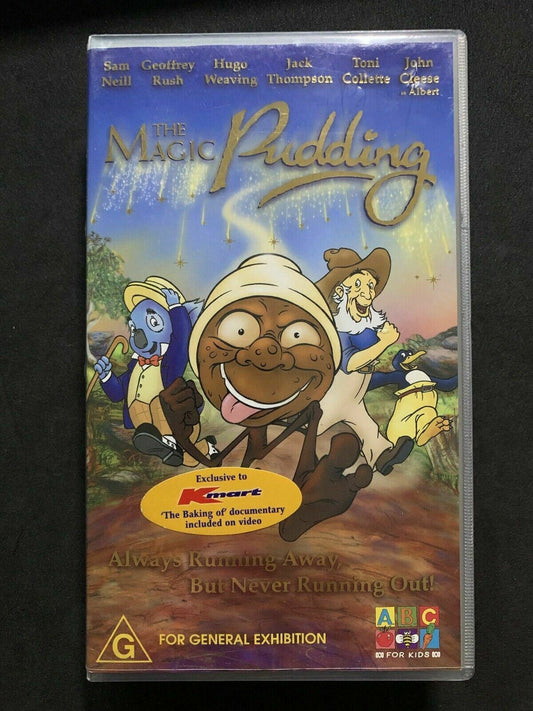 Sam Neill Geoffrey Rush Hugo Weaving Jack Thompson Toni Collette John Cleese as Albert
THE
MAGIC Pudding
Exclusive to
Kmart
'The Baking of' documentary
included on video
Always Running Away,
But Never Running Out!
G FOR GENERAL EXHIBITION
ABC
FOR KIDS